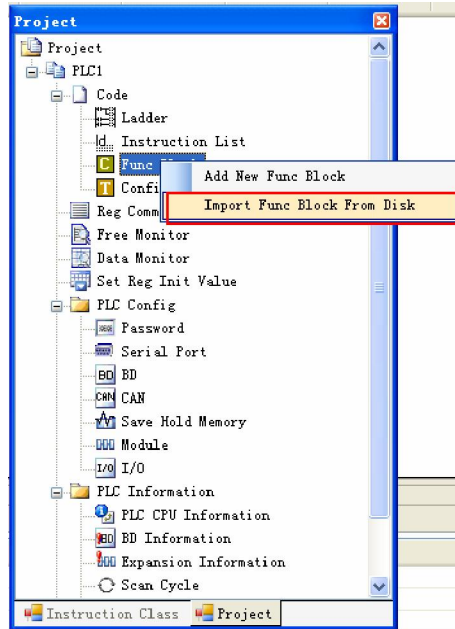 Project
Project
PLC1
Code
Ladder
Instruction List
Func
Add New Func Block
Confi
Import Func Block From Disk
Reg Comm
Free Monitor
Data Monitor
Set Reg Init Value
PLC Config
Password
Serial Port
BD BD
CAN CAN
Save Hold Memory
Module
I/O I/O
PLC Information
PLC CPU Information
BD BD Information
Expansion Information
Scan Cycle
Instruction Class Project